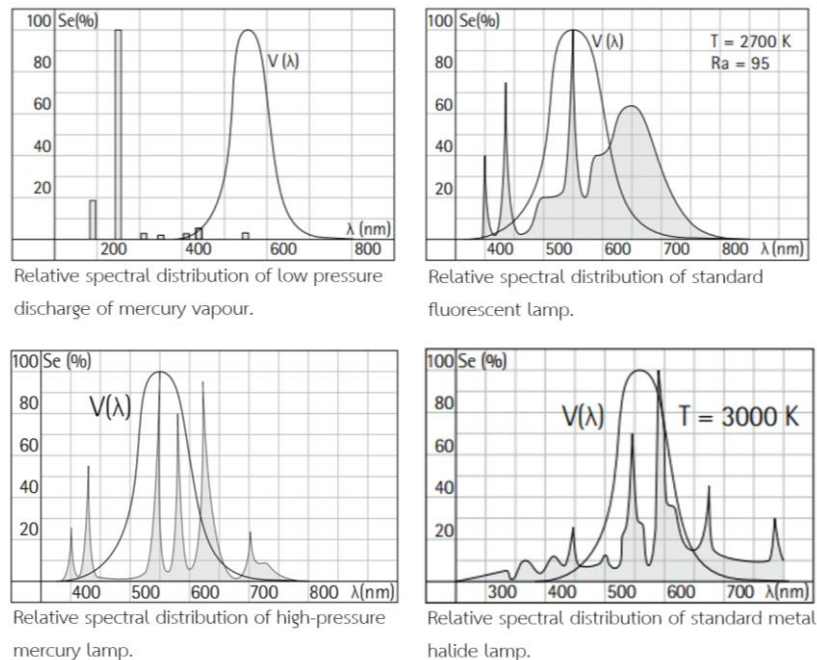 100 Se(%)
V (λ)
80
60
40
20
λ (nm)
200 400 600 800
Relative spectral distribution of low pressure
discharge of mercury vapour.
100 Se(%)
V (λ)
T = 2700 K
Ra = 95
80
60
40
20
400 500 600 700 800 λ(nm)
Relative spectral distribution of standard
fluorescent lamp.
100 Se (%)
V(λ)
80
60
40
20
400 500 600 700 800 λ(nm)
Relative spectral distribution of high-pressure
mercury lamp.
100 Se (%)
V(λ) T = 3000 K
80
60
40
20
300 400 500 600 700 λ(nm)
Relative spectral distribution of standard metal
halide lamp.